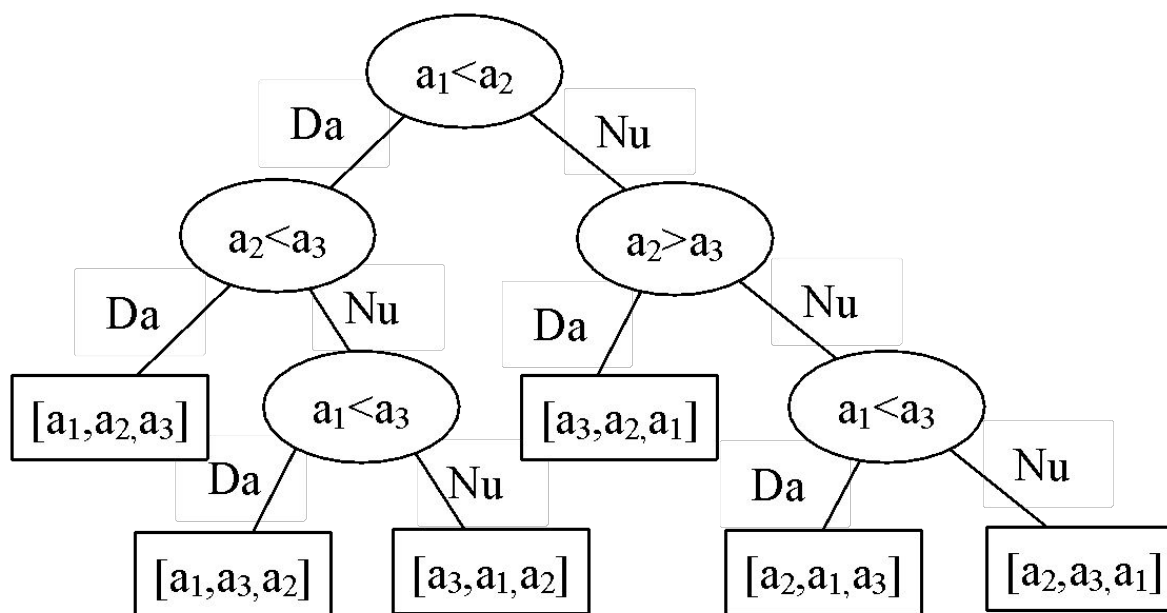 a₁<a₂
Da
Nu
a₂<a₃
a₂>a₃
Da
Nu
Da
Nu
[a₁,a₂,a₃]
a₁<a₃
[a₃,a₂,a₁]
a₁<a₃
Da
Nu
Da
Nu
[a₁,a₃,a₂]
[a₃,a₁,a₂]
[a₂,a₁,a₃]
[a₂,a₃,a₁]